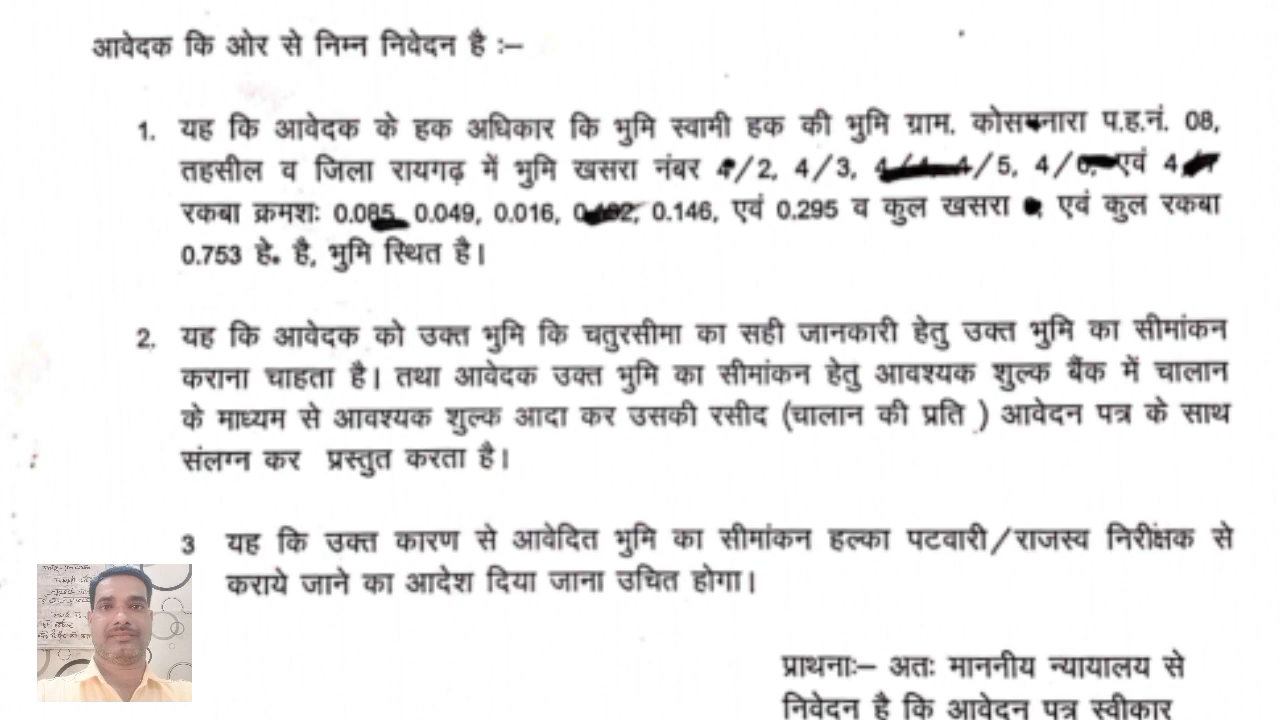 आवेदक कि ओर से निम्न निवेदन है :–
1. यह कि आवेदक के हक अधिकार कि भुमि स्वामी हक की भुमि ग्राम. प.ह.नं. 08,
तहसील व जिला रायगढ़ में भुमि खसरा नंबर 4/3, एवं
रकबा क्रमशः 0.085, 0.049, 0.016, 0.146, एवं 0.295 व कुल खसरा एवं कुल रकबा
0.753 हे. है, भुमि स्थित है।
2. यह कि आवेदक को उक्त भुमि कि चतुरसीमा का सही जानकारी हेतु उक्त भुमि का सीमांकन
कराना चाहता है। तथा आवेदक उक्त भुमि का सीमांकन हेतु आवश्यक शुल्क बैंक में चालान
के माध्यम से आवश्यक शुल्क आदा कर उसकी रसीद (चालान की प्रति ) आवेदन पत्र के साथ
संलग्न कर प्रस्तुत करता है।
3 यह कि उक्त कारण से आवेदित भुमि का सीमांकन हल्का पटवारी/राजस्व निरीक्षक से
कराये जाने का आदेश दिया जाना उचित होगा।
प्राथनाः– अतः माननीय न्यायालय से
निवेदन है कि आवेदन पत्र स्वीकार